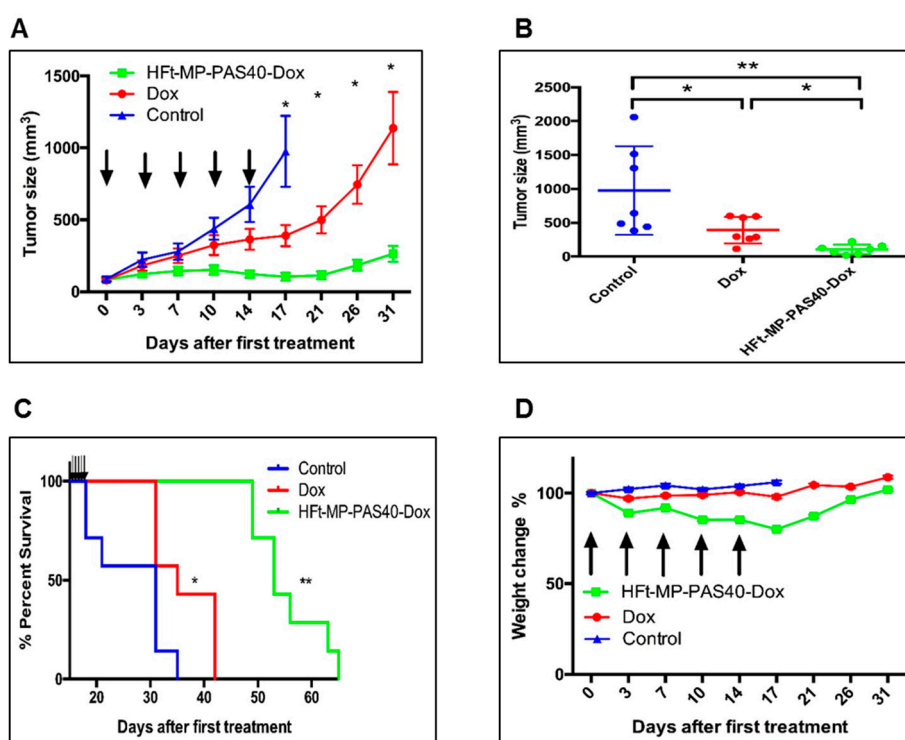 A
HFt-MP-PAS40-Dox
Dox
Control
Tumor size (mm³)
1500
1000
500
0
* * * *
0 3 7 10 14 17 21 26 31
Days after first treatment
B
**
* *
Tumor size (mm³)
2500
2000
1500
1000
500
0
Control
Dox
HFt-MP-PAS40-Dox
C
Control
Dox
HFt-MP-PAS40-Dox
% Percent Survival
100
50
0
* **
20 30 40 50 60
Days after first treatment
D
Weight change %
100
50
0
HFt-MP-PAS40-Dox
Dox
Control
0 3 7 10 14 17 21 26 31
Days after first treatment